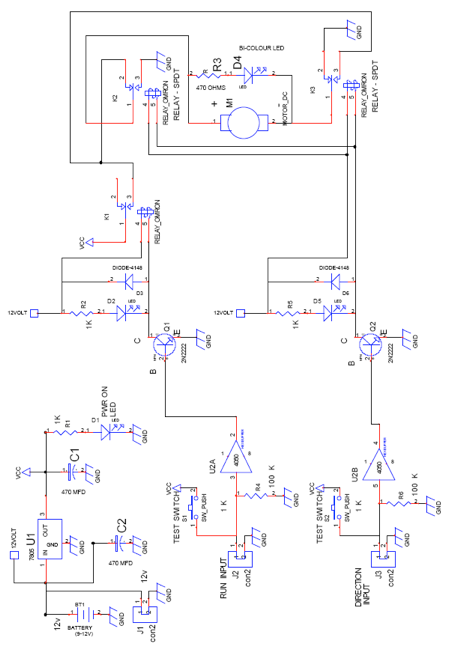 BI-COLOUR LED
R3
D4
R
LED
470 OHMS
M1
MOTOR_DC
+
-
K2
RELAY_OMRON
RELAY - SPDT
GND
K3
RELAY_OMRON
RELAY - SPDT
GND
K1
RELAY_OMRON
VCC
12VOLT
DIODE-4148
D3
R2
D2
LED
1K
C
Q1
E
2N2222
B
GND
12VOLT
DIODE-4148
D6
R5
D5
LED
1K
C
Q2
E
2N2222
B
GND
12VOLT
VCC
R1
1 K
D1
PWR ON
LED
LED
GND
U1
7805
IN
OUT
GND
C1
470 MFD
GND
GND
C2
470 MFD
GND
12v
BT1
BATTERY
(9-12V)
GND
12v
J1
con2
GND
U2A
4050
VCC
TEST SWITCH
S1
SW_PUSH
1 K
R4
100 K
GND
RUN INPUT
J2
con2
GND
U2B
4050
VCC
TEST SWITCH
S2
SW_PUSH
1 K
R6
100 K
GND
DIRECTION
INPUT
J3
con2
GND